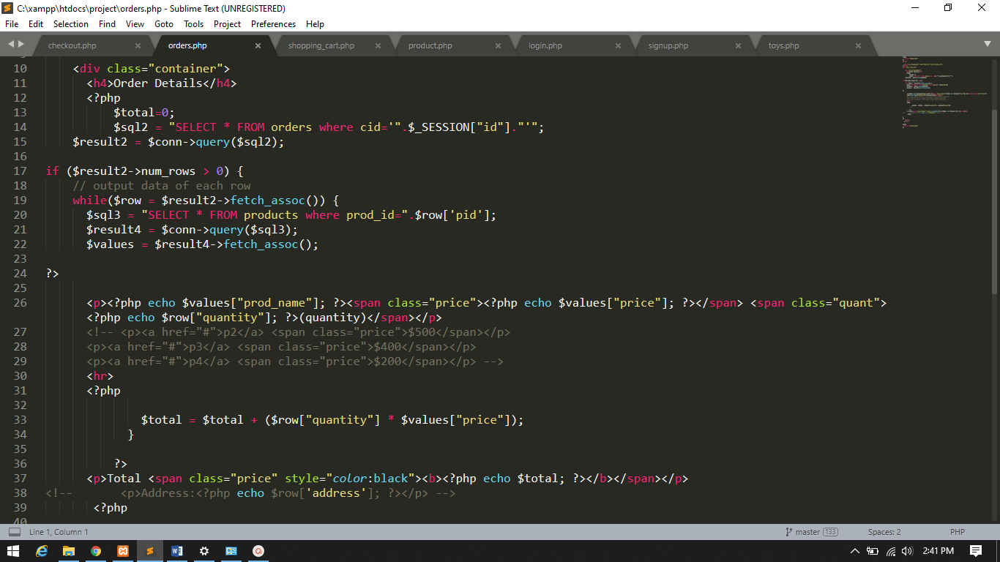 C:\xampp\htdocs\project\orders.php - Sublime Text (UNREGISTERED)
File Edit Selection Find View Goto Tools Project Preferences Help
checkout.php × orders.php × shopping_cart.php × product.php × login.php × signup.php × toys.php ×
10 <div class="container">
11 <h4>Order Details</h4>
12 <?php
13 $total=0;
14 $sql2 = "SELECT * FROM orders where cid='".$_SESSION["id"]."'";
15 $result2 = $conn->query($sql2);
16
17 if ($result2->num_rows > 0) {
18 // output data of each row
19 while($row = $result2->fetch_assoc()) {
20 $sql3 = "SELECT * FROM products where prod_id=".$row['pid'];
21 $result4 = $conn->query($sql3);
22 $values = $result4->fetch_assoc();
23
24 ?>
25
26 <p><?php echo $values["prod_name"]; ?><span class="price"><?php echo $values["price"]; ?></span> <span class="quant">
<?php echo $row["quantity"]; ?>(quantity)</span></p>
27 <!-- <p><a href="#">p2</a> <span class="price">$500</span></p>
28 <p><a href="#">p3</a> <span class="price">$400</span></p>
29 <p><a href="#">p4</a> <span class="price">$200</span></p> -->
30 <hr>
31 <?php
32
33 $total = $total + ($row["quantity"] * $values["price"]);
34 }
35
36 ?>
37 <p>Total <span class="price" style="color:black"><b><?php echo $total; ?></b></span></p>
38 <!-- <p>Address:<?php echo $row['address']; ?></p> -->
39 <?php
40
Line 1, Column 1 master 133 Spaces: 2 PHP
2:41 PM